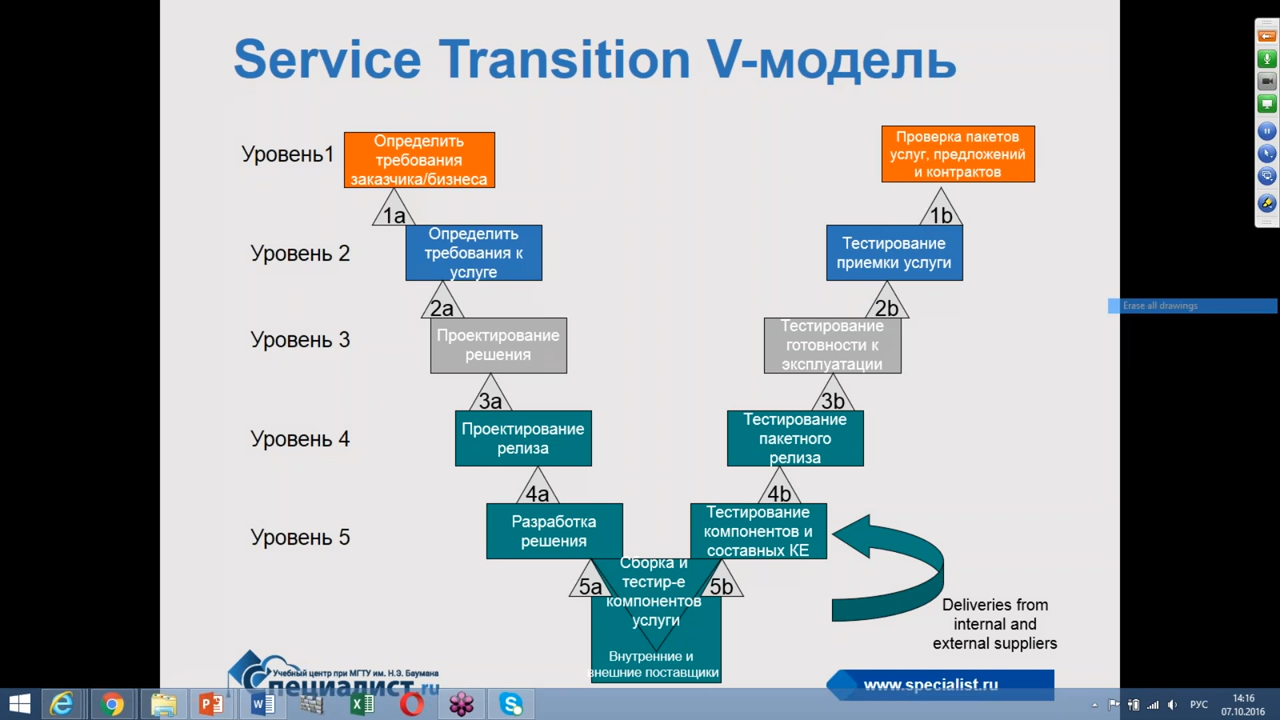 Service Transition V-модель
Уровень1
Определить
требования
заказчика/бизнеса
Проверка пакетов
услуг, предложений
и контрактов
1a
1b
Уровень 2
Определить
требования к
услуге
Тестирование
приемки услуги
2a
2b
Erase all drawings
Уровень 3
Проектирование
решения
Тестирование
готовности к
эксплуатации
3a
3b
Уровень 4
Проектирование
релиза
Тестирование
пакетного
релиза
4a
4b
Уровень 5
Разработка
решения
Тестирование
компонентов и
составных КЕ
5a
Сборка и
тестир-е
компонентов
услуги
5b
Внутренние и
внешние поставщики
Deliveries from
internal and
external suppliers
Учебный центр при МГТУ им. Н.Э. Баумана
Специалист.ru
www.specialist.ru
РУС
14:16
07.10.2016